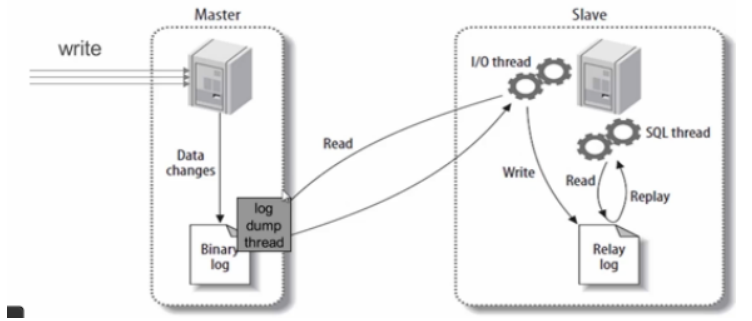 Master
Slave
write
I/O thread
SQL thread
Data
changes
Read
Write
Read
Replay
log
dump
thread
Binary
log
Relay
log